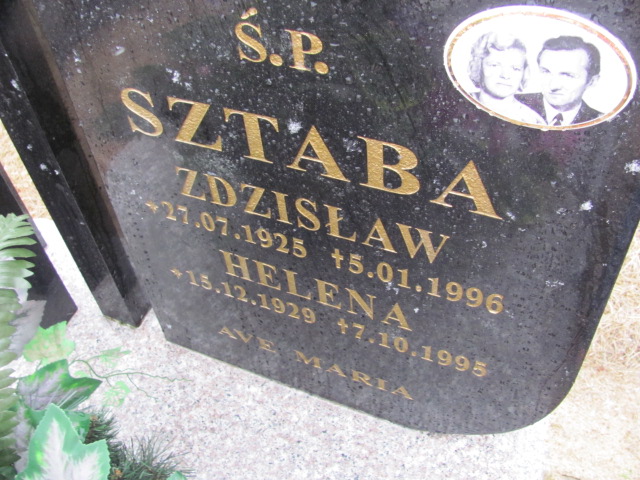 Ś.P.
SZTABA
ZDZISŁAW
*27.07.1925 †5.01.1996
HELENA
*15.12.1929 †7.10.1995
AVE MARIA